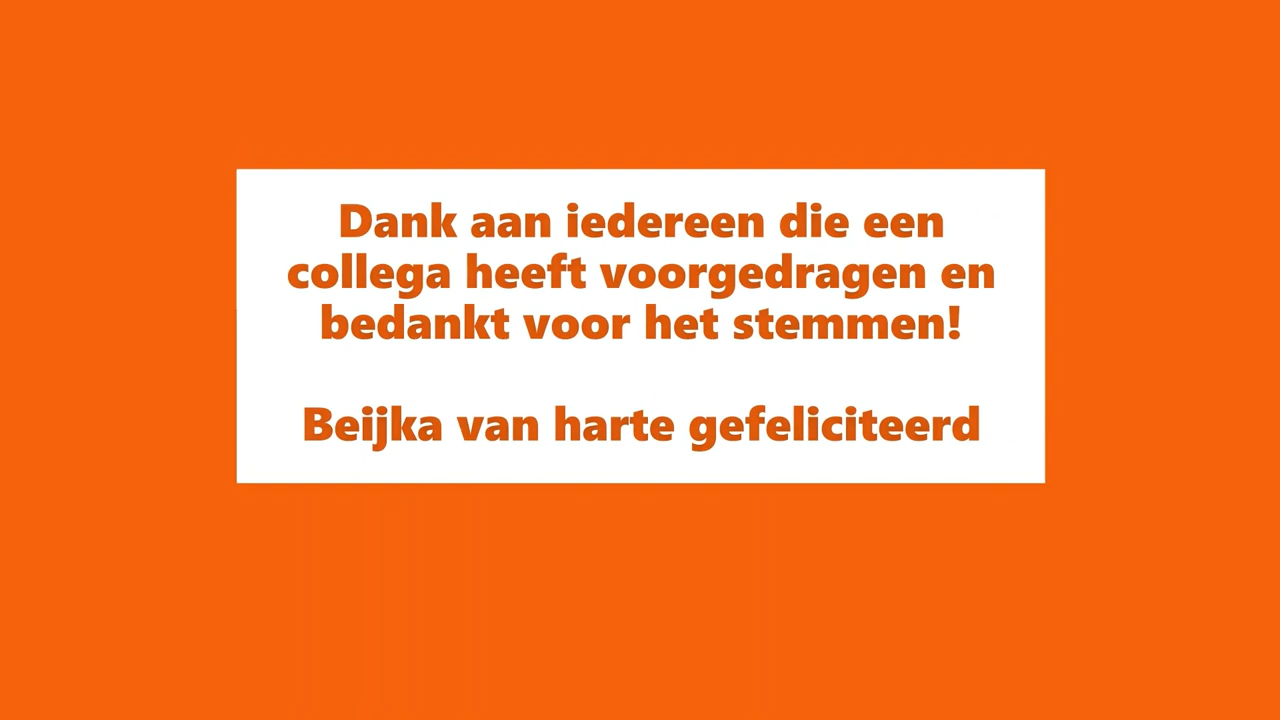 Dank aan iedereen die een
collega heeft voorgedragen en
bedankt voor het stemmen!
Beijka van harte gefeliciteerd